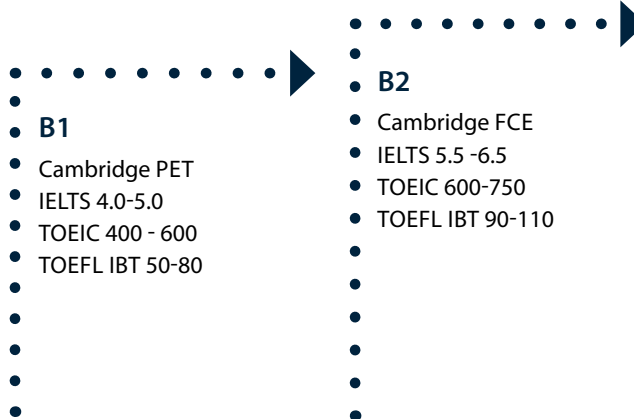 B1
Cambridge PET
IELTS 4.0-5.0
TOEIC 400 - 600
TOEFL IBT 50-80
B2
Cambridge FCE
IELTS 5.5 -6.5
TOEIC 600-750
TOEFL IBT 90-110